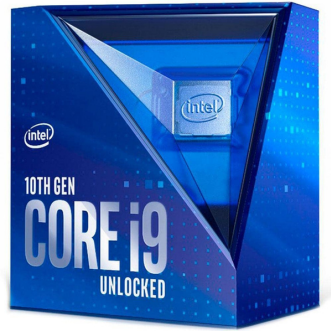 intel
intel
10TH GEN
CORE i9
UNLOCKED